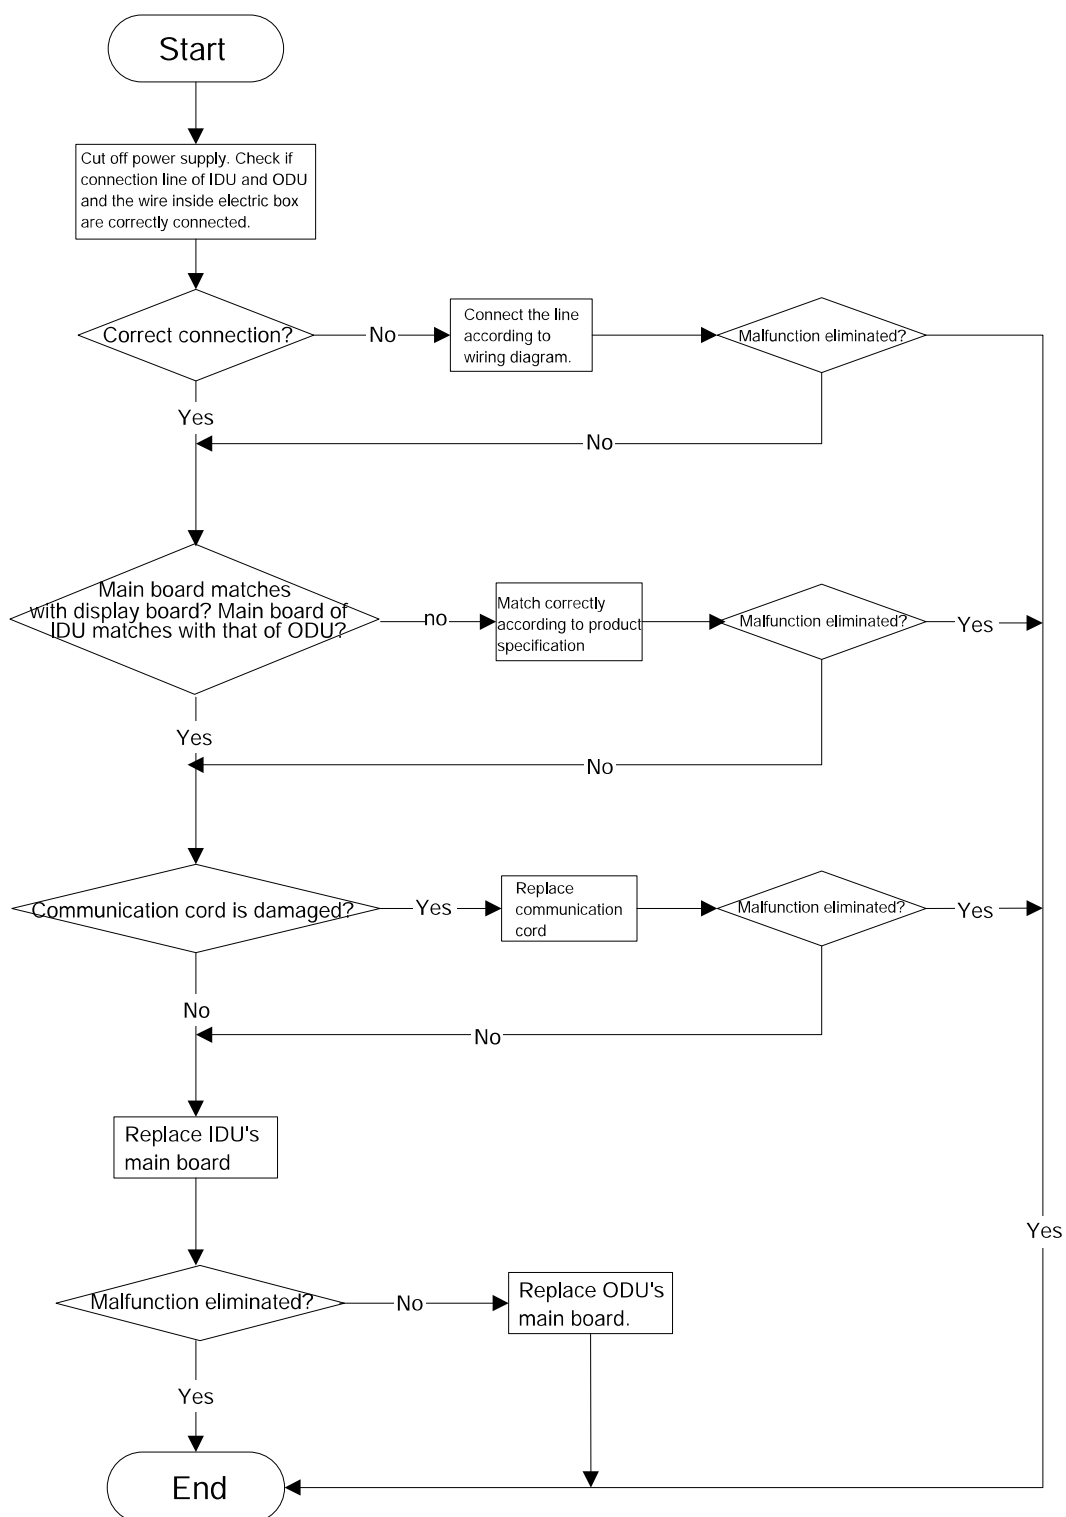 Start
Cut off power supply. Check if
connection line of IDU and ODU
and the wire inside electric box
are correctly connected.
Correct connection?
No
Connect the line
according to
wiring diagram.
Malfunction eliminated?
Yes
No
Main board matches
with display board? Main board of
IDU matches with that of ODU?
no
Match correctly
according to product
specification
Malfunction eliminated?
Yes
Yes
No
Communication cord is damaged?
Yes
Replace
communication
cord
Malfunction eliminated?
Yes
No
No
Replace IDU's
main board
Yes
Malfunction eliminated?
No
Replace ODU's
main board.
Yes
End